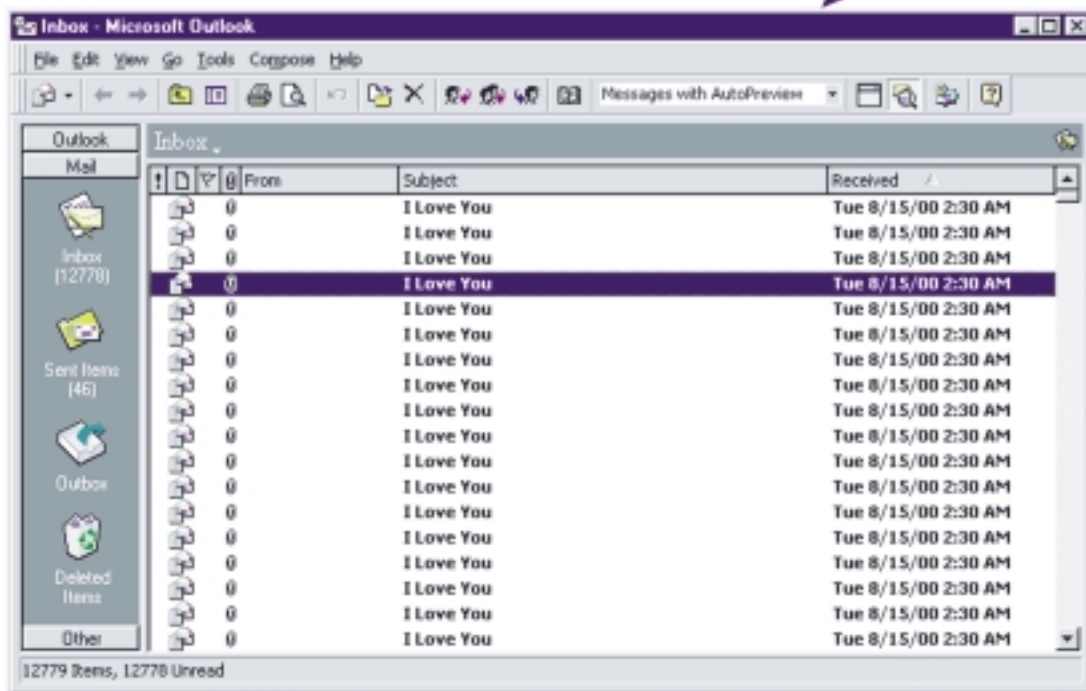 Inbox - Microsoft Outlook
File Edit View Go Tools Compose Help
Messages with AutoPreview
Outlook Inbox
Mail
! From Subject Received
I Love You Tue 8/15/00 2:30 AM
I Love You Tue 8/15/00 2:30 AM
I Love You Tue 8/15/00 2:30 AM
Inbox
(12778)
I Love You Tue 8/15/00 2:30 AM
I Love You Tue 8/15/00 2:30 AM
I Love You Tue 8/15/00 2:30 AM
I Love You Tue 8/15/00 2:30 AM
Sent Items
(46)
I Love You Tue 8/15/00 2:30 AM
I Love You Tue 8/15/00 2:30 AM
I Love You Tue 8/15/00 2:30 AM
I Love You Tue 8/15/00 2:30 AM
Outbox
I Love You Tue 8/15/00 2:30 AM
I Love You Tue 8/15/00 2:30 AM
I Love You Tue 8/15/00 2:30 AM
I Love You Tue 8/15/00 2:30 AM
Deleted
Items
I Love You Tue 8/15/00 2:30 AM
I Love You Tue 8/15/00 2:30 AM
Other
I Love You Tue 8/15/00 2:30 AM
12779 Items, 12778 Unread